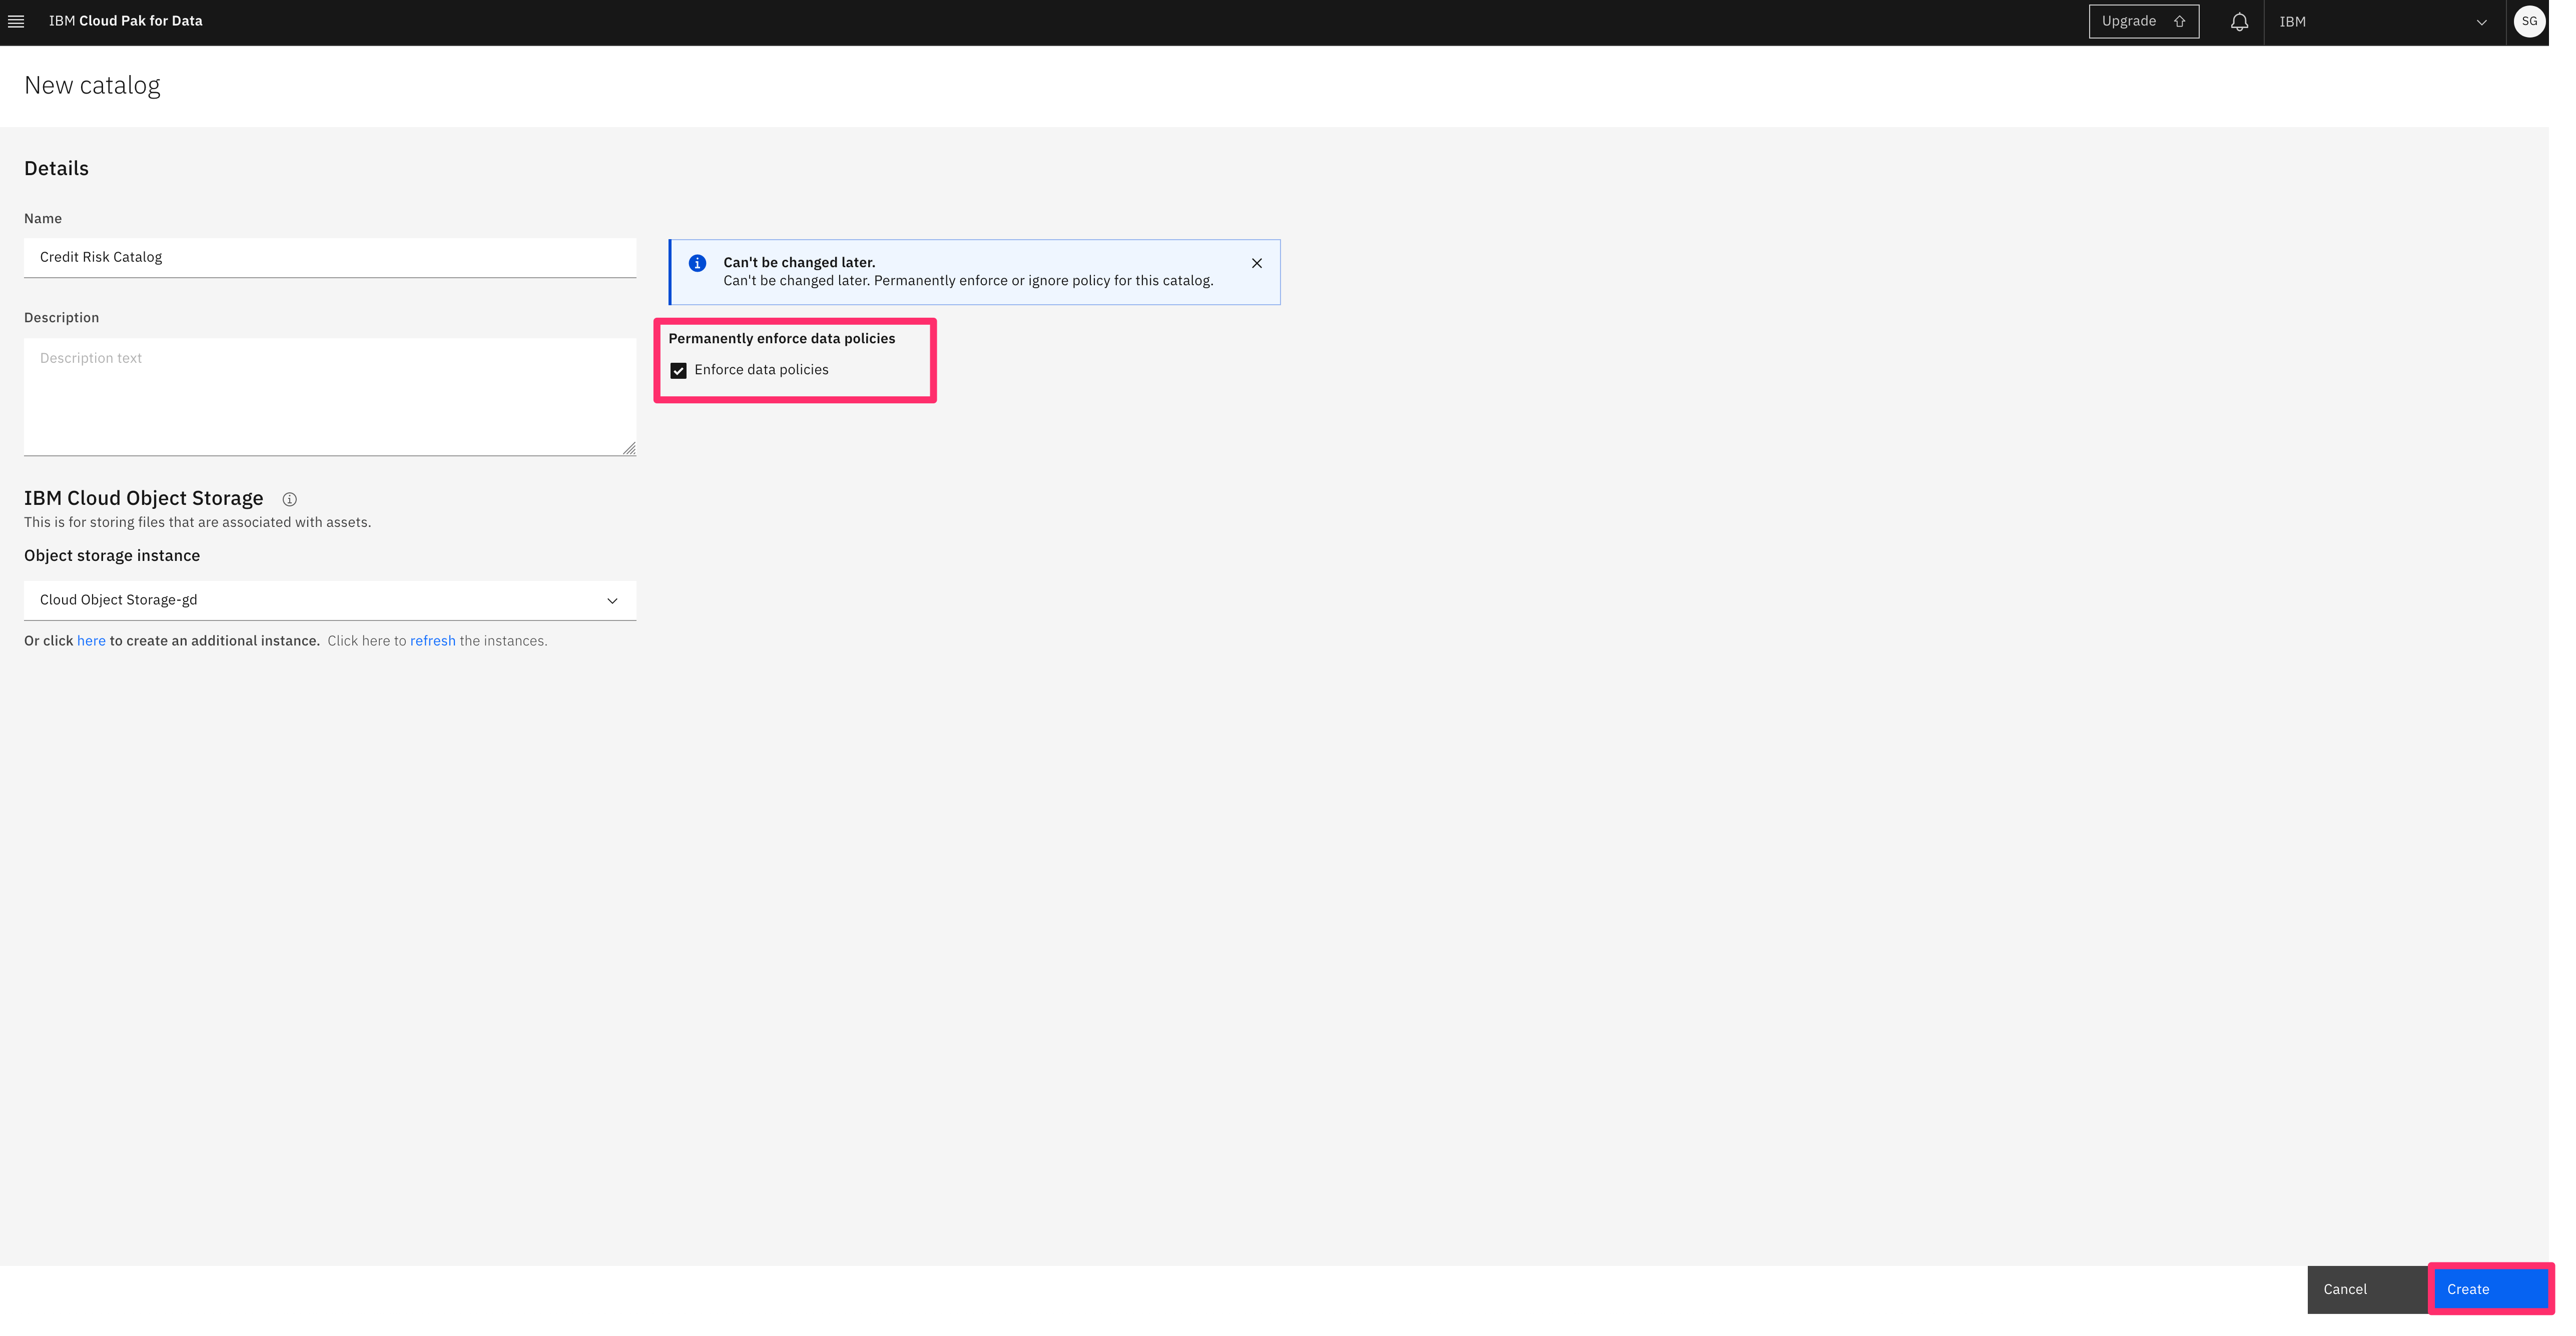 IBM Cloud Pak for Data
Upgrade
IBM
SG
New catalog
Details
Name
Credit Risk Catalog
Can't be changed later.
Can't be changed later. Permanently enforce or ignore policy for this catalog.
Description
Description text
Permanently enforce data policies
Enforce data policies
IBM Cloud Object Storage
This is for storing files that are associated with assets.
Object storage instance
Cloud Object Storage-gd
Or click here to create an additional instance. Click here to refresh the instances.
Cancel
Create